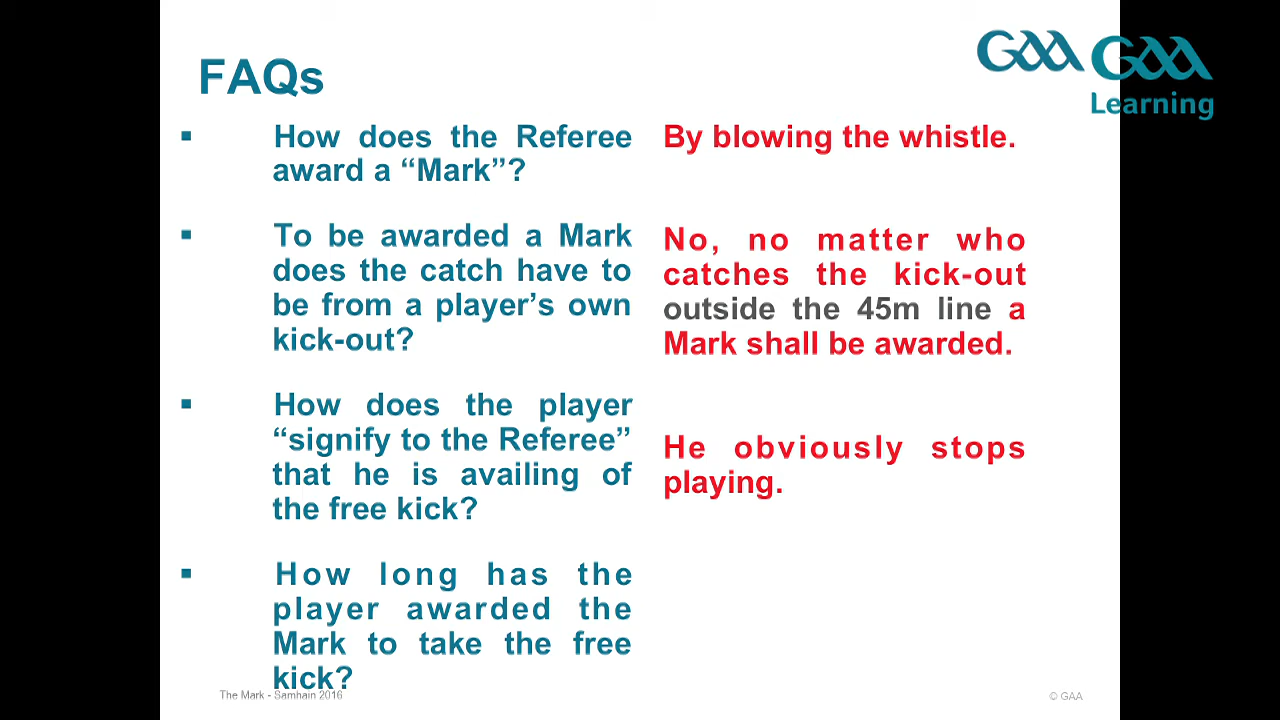 GAA GAA
FAQs
Learning
▪ How does the Referee
award a “Mark”?
By blowing the whistle.
▪ To be awarded a Mark
does the catch have to
be from a player’s own
kick-out?
No, no matter who
catches the kick-out
outside the 45m line a
Mark shall be awarded.
▪ How does the player
“signify to the Referee”
that he is availing of
the free kick?
He obviously stops
playing.
▪ How long has the
player awarded the
Mark to take the free
kick?
The Mark - Samhain 2016
© GAA